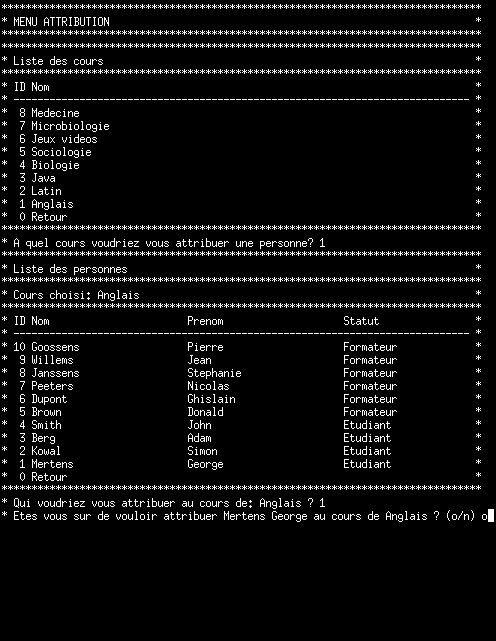 *******************************************************************************
* MENU ATTRIBUTION *
*******************************************************************************
*******************************************************************************
* Liste des cours *
*******************************************************************************
* ID Nom *
* ---------------------------------------------------------------------- *
* 8 Medecine *
* 7 Microbiologie *
* 6 Jeux videos *
* 5 Sociologie *
* 4 Biologie *
* 3 Java *
* 2 Latin *
* 1 Anglais *
* 0 Retour *
*******************************************************************************
* A quel cours voudriez vous attribuer une personne? 1
*******************************************************************************
* Liste des personnes *
*******************************************************************************
* Cours choisi: Anglais *
*******************************************************************************
* ID Nom Prenom Statut *
* ---------------------------------------------------------------------- *
* 10 Goossens Pierre Formateur *
* 9 Willems Jean Formateur *
* 8 Janssens Stephanie Formateur *
* 7 Peeters Nicolas Formateur *
* 6 Dupont Ghislain Formateur *
* 5 Brown Donald Formateur *
* 4 Smith John Etudiant *
* 3 Berg Adam Etudiant *
* 2 Kowal Simon Etudiant *
* 1 Mertens George Etudiant *
* 0 Retour *
*******************************************************************************
* Qui voudriez vous attribuer au cours de: Anglais ? 1
* Etes vous sur de vouloir attribuer Mertens George au cours de Anglais ? (o/n) o